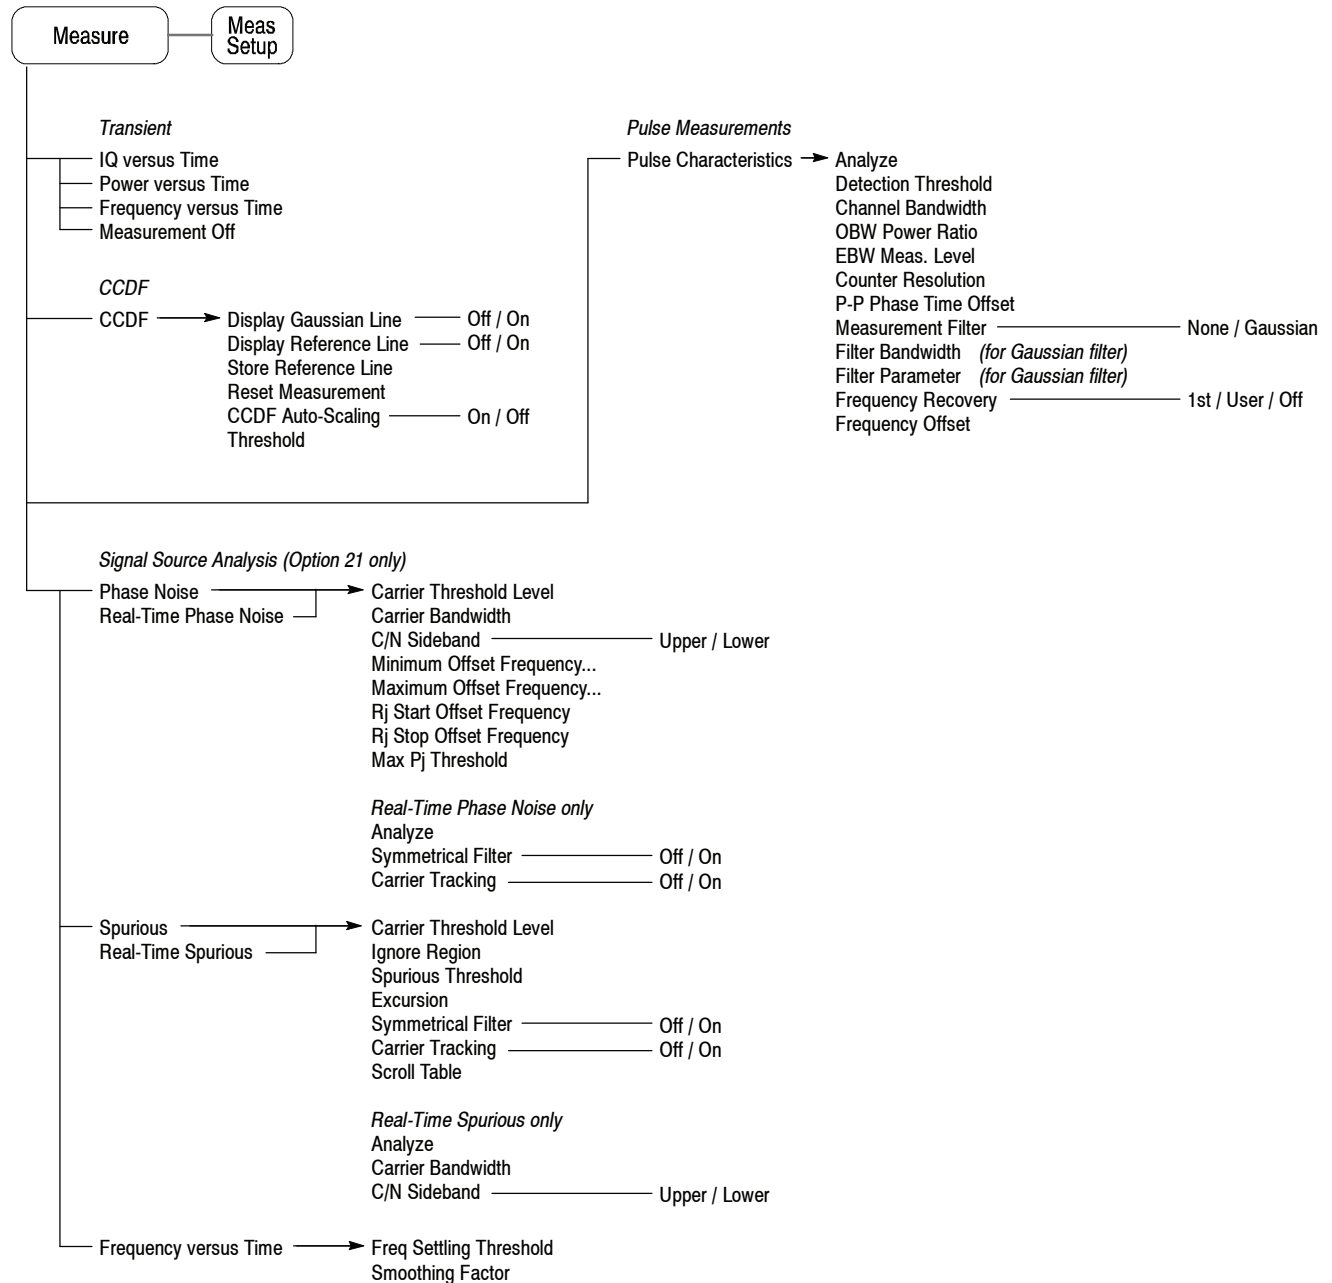 Measure
Meas
Setup
Transient
IQ versus Time
Power versus Time
Frequency versus Time
Measurement Off
CCDF
CCDF
Display Gaussian Line Off / On
Display Reference Line Off / On
Store Reference Line
Reset Measurement
CCDF Auto-Scaling On / Off
Threshold
Pulse Measurements
Pulse Characteristics
Analyze
Detection Threshold
Channel Bandwidth
OBW Power Ratio
EBW Meas. Level
Counter Resolution
P-P Phase Time Offset
Measurement Filter None / Gaussian
Filter Bandwidth (for Gaussian filter)
Filter Parameter (for Gaussian filter)
Frequency Recovery 1st / User / Off
Frequency Offset
Signal Source Analysis (Option 21 only)
Phase Noise
Real-Time Phase Noise
Carrier Threshold Level
Carrier Bandwidth
C/N Sideband Upper / Lower
Minimum Offset Frequency...
Maximum Offset Frequency...
Rj Start Offset Frequency
Rj Stop Offset Frequency
Max Pj Threshold
Real-Time Phase Noise only
Analyze
Symmetrical Filter Off / On
Carrier Tracking Off / On
Spurious
Real-Time Spurious
Carrier Threshold Level
Ignore Region
Spurious Threshold
Excursion
Symmetrical Filter Off / On
Carrier Tracking Off / On
Scroll Table
Real-Time Spurious only
Analyze
Carrier Bandwidth
C/N Sideband Upper / Lower
Frequency versus Time
Freq Settling Threshold
Smoothing Factor